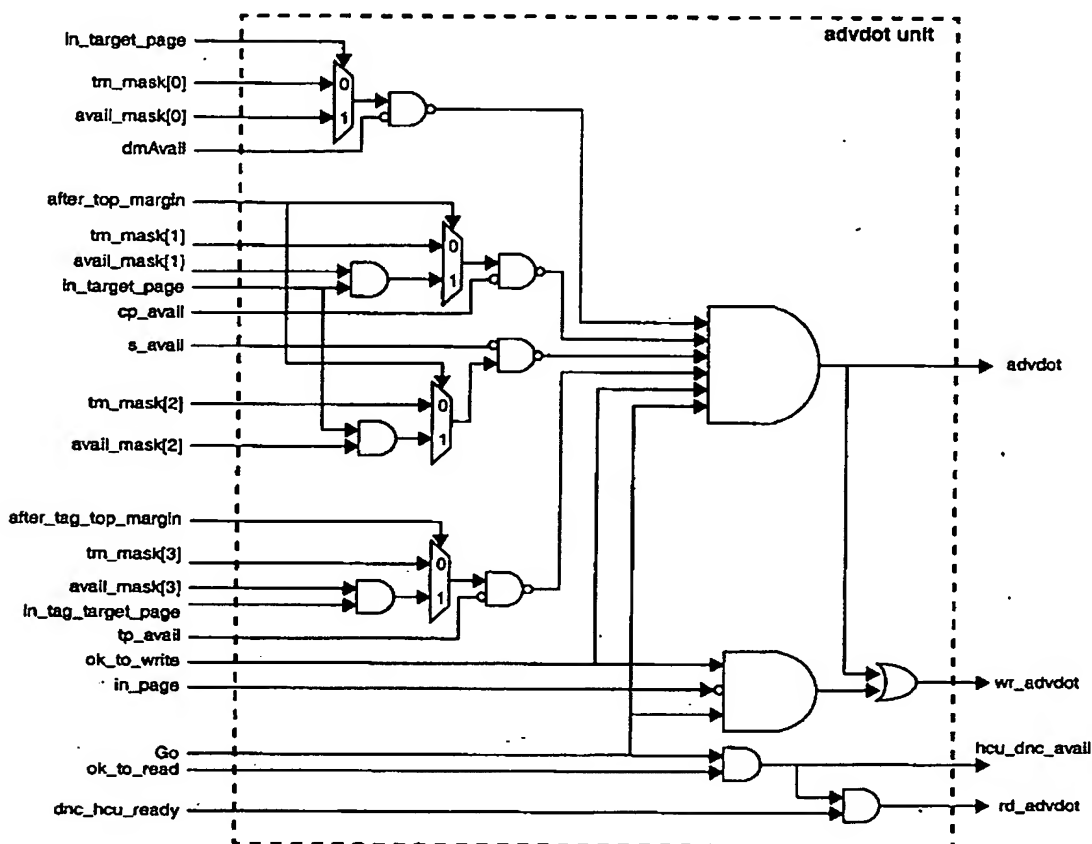 advdot unit
in_target_page
0
tm_mask[0]
1
avail_mask[0]
dmAvail
after_top_margin
tm_mask[1]
0
avail_mask[1]
1
in_target_page
cp_avail
s_avail
advdot
tm_mask[2]
0
1
avail_mask[2]
after_tag_top_margin
tm_mask[3]
0
avail_mask[3]
1
in_tag_target_page
tp_avail
ok_to_write
in_page
wr_advdot
Go
hcu_dnc_avail
ok_to_read
dnc_hcu_ready
rd_advdot